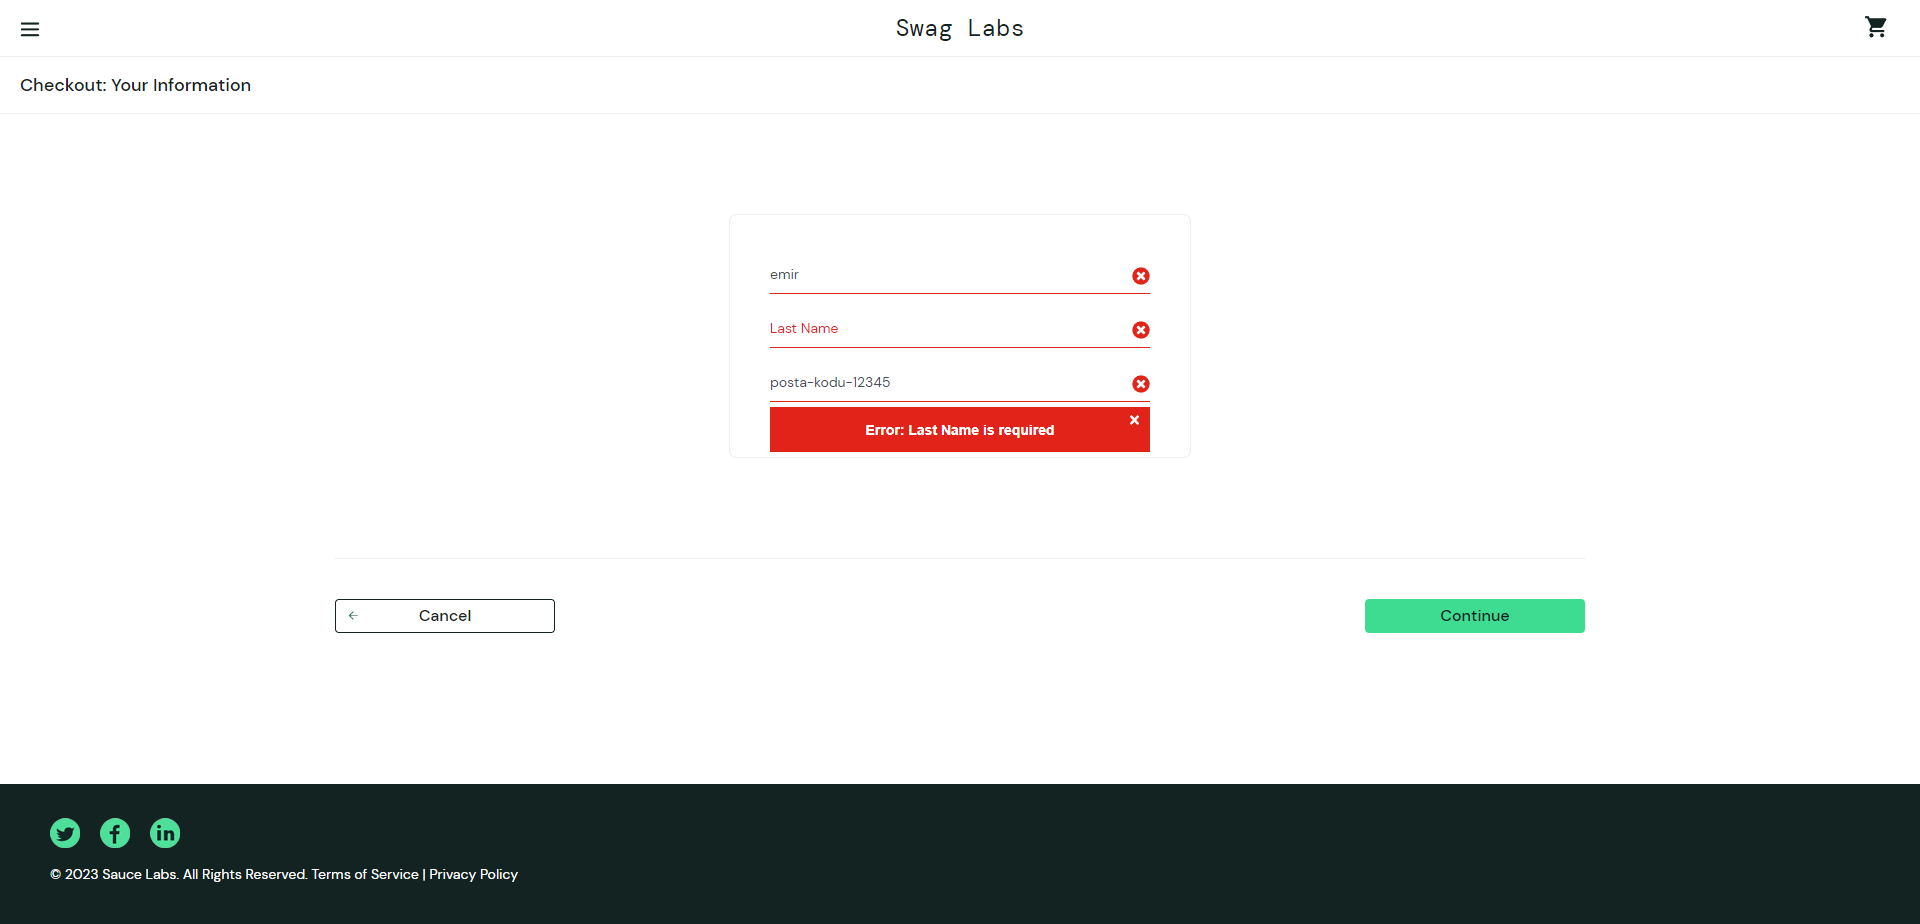 Swag Labs
Checkout: Your Information
emir
Last Name
posta-kodu-12345
Error: Last Name is required
Cancel
Continue
© 2023 Sauce Labs. All Rights Reserved. Terms of Service | Privacy Policy